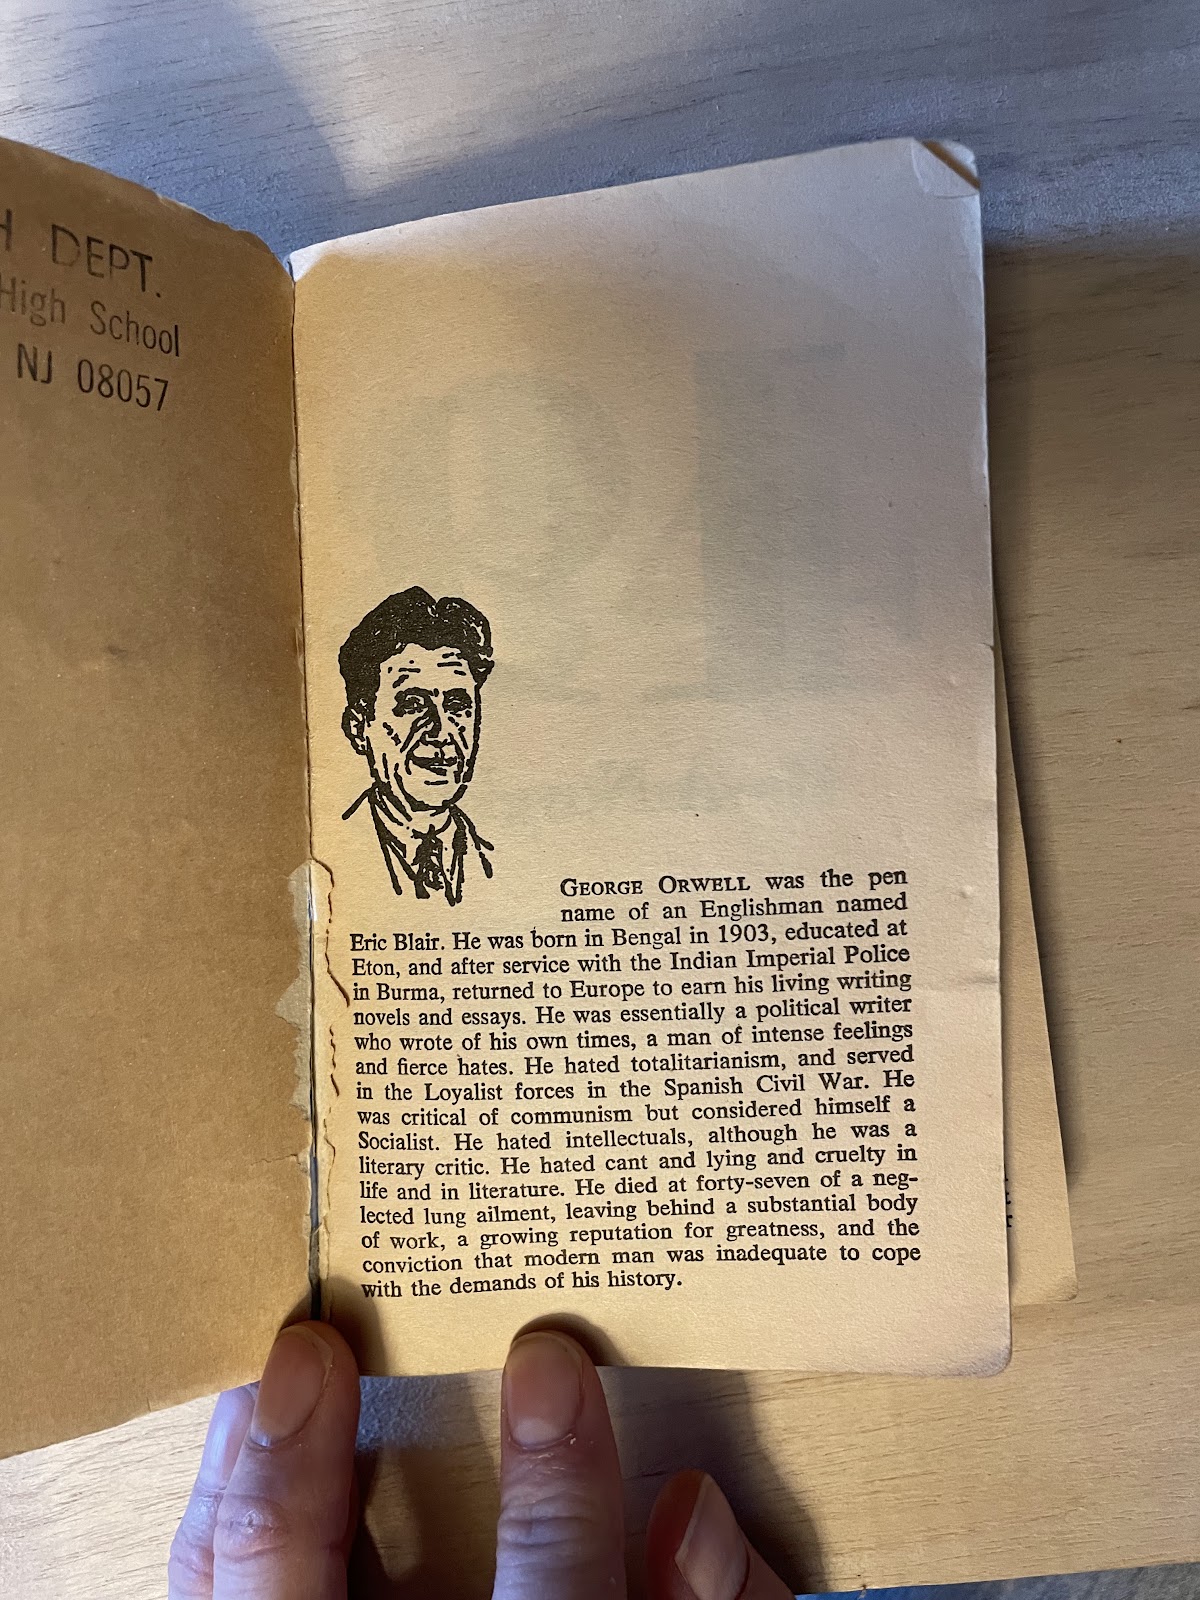 DEPT.
High School
NJ 08057
GEORGE ORWELL was the pen
name of an Englishman named
Eric Blair. He was born in Bengal in 1903, educated at
Eton, and after service with the Indian Imperial Police
in Burma, returned to Europe to earn his living writing
novels and essays. He was essentially a political writer
who wrote of his own times, a man of intense feelings
and fierce hates. He hated totalitarianism, and served
in the Loyalist forces in the Spanish Civil War. He
was critical of communism but considered himself a
Socialist. He hated intellectuals, although he was a
literary critic. He hated cant and lying and cruelty in
life and in literature. He died at forty-seven of a neg-
lected lung ailment, leaving behind a substantial body
of work, a growing reputation for greatness, and the
conviction that modern man was inadequate to cope
with the demands of his history.